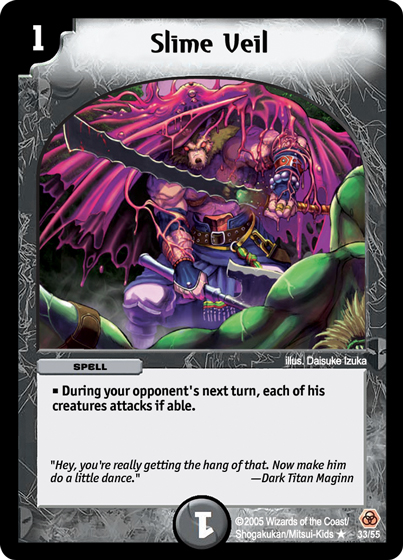 1
Slime Veil
illus. Daisuke Izuka
SPELL
▪ During your opponent's next turn, each of his
creatures attacks if able.
"Hey, you're really getting the hang of that. Now make him
do a little dance." —Dark Titan Maginn
1
©2005 Wizards of the Coast/
Shogakukan/Mitsui-Kids ★ 33/55